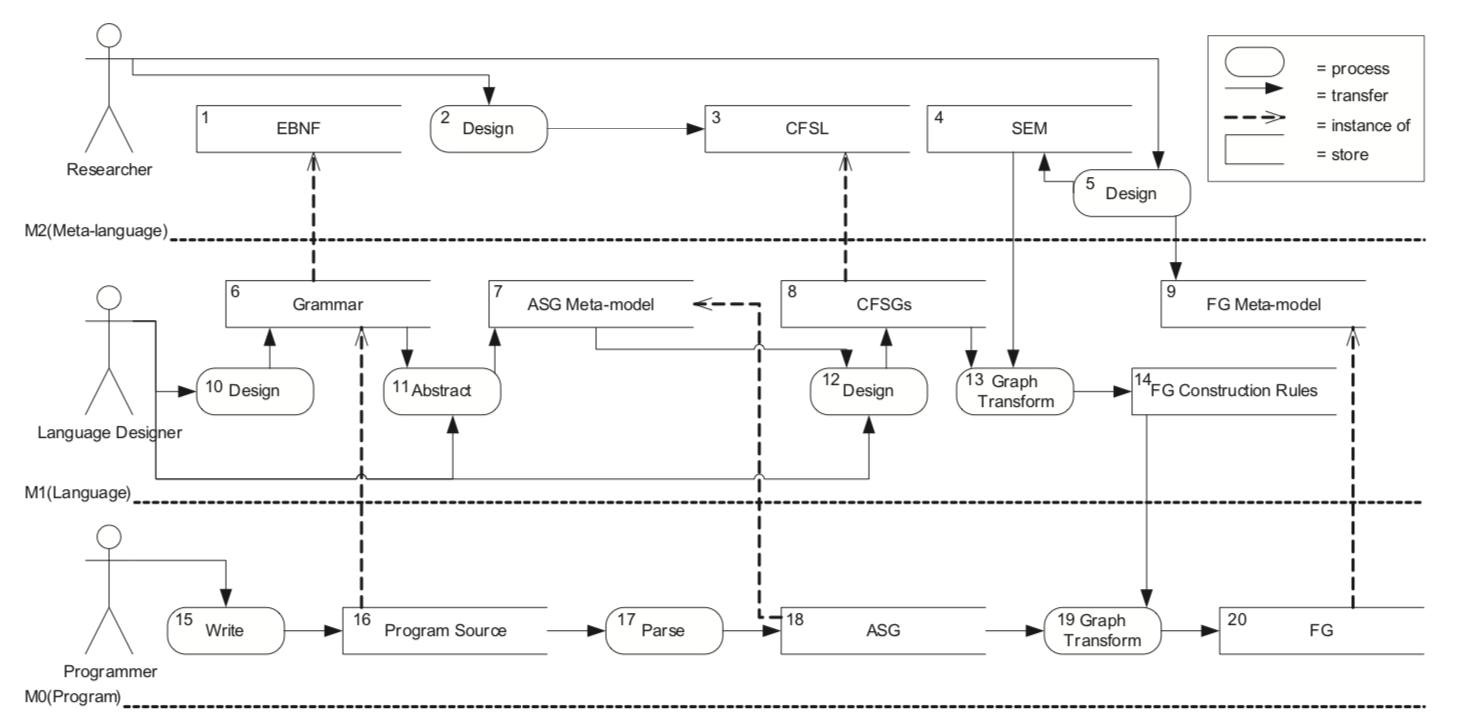 = process
= transfer
= instance of
= store
Researcher
1 EBNF
2 Design
3 CFSL
4 SEM
5 Design
M2(Meta-language)
6 Grammar
7 ASG Meta-model
8 CFSGs
9 FG Meta-model
10 Design
11 Abstract
12 Design
13 Graph
Transform
14 FG Construction Rules
Language Designer
M1(Language)
15 Write
16 Program Source
17 Parse
18 ASG
19 Graph
Transform
20 FG
Programmer
M0(Program)